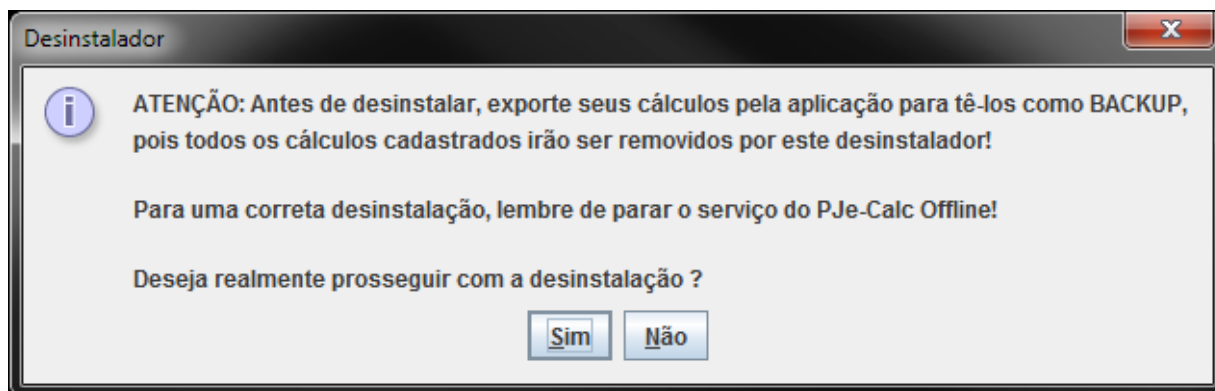 Desinstalador
ATENÇÃO: Antes de desinstalar, exporte seus cálculos pela aplicação para tê-los como BACKUP,
pois todos os cálculos cadastrados irão ser removidos por este desinstalador!
Para uma correta desinstalação, lembre de parar o serviço do PJe-Calc Offline!
Deseja realmente prosseguir com a desinstalação ?
Sim Não